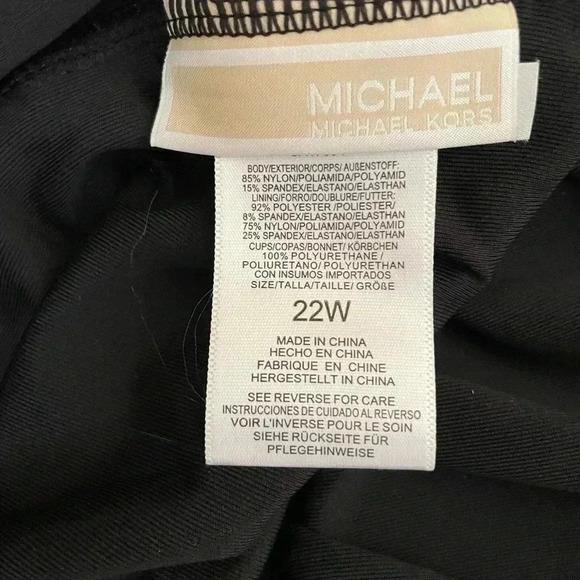 MICHAEL
MICHAEL KORS
BODY/EXTERIOR/CORPS/ AUßENSTOFF:
85% NYLON/POLIAMIDA/POLYAMID
15% SPANDEX/ELASTANO/ELASTHAN
LINING/FORRO/DOUBLURE/FUTTER:
92% POLYESTER /POLIÉSTER/
8% SPANDEX/ELASTANO/ELASTHAN
75% NYLON/POLIAMIDA/POLYAMID
25% SPANDEX/ELASTANO/ELASTHAN
CUPS/COPAS/BONNET/ KÖRBCHEN
100% POLYURETHANE /
POLIURETANO/ POLYURETHAN
CON INSUMOS IMPORTADOS
SIZE/TALLA/TAILLE/ GRÖßE
22W
MADE IN CHINA
HECHO EN CHINA
FABRIQUE EN CHINE
HERGESTELLT IN CHINA
SEE REVERSE FOR CARE
INSTRUCCIONES DE CUIDADO AL REVERSO
VOIR L'INVERSE POUR LE SOIN
SIEHE RÜCKSEITE FÜR
PFLEGEHINWEISE